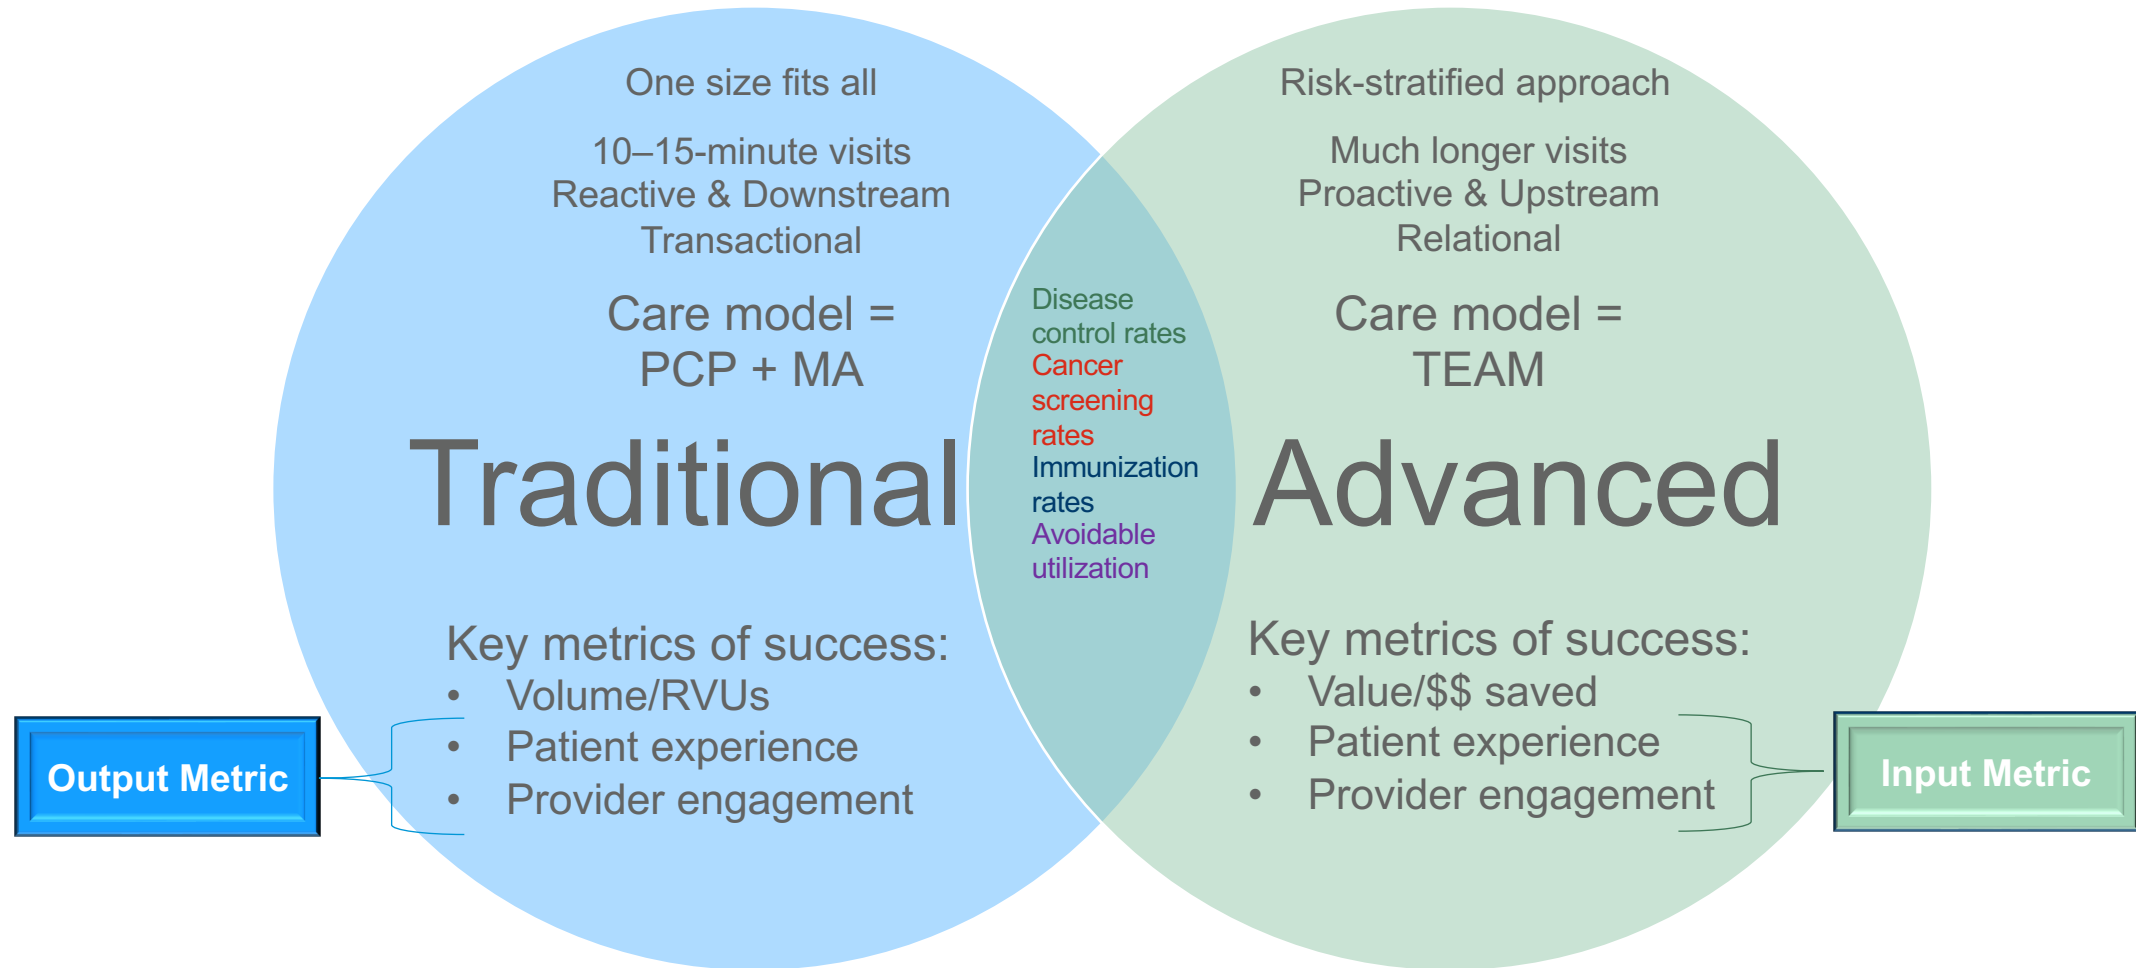 One size fits all
10–15-minute visits
Reactive & Downstream
Transactional
Care model =
PCP + MA
Traditional
Key metrics of success:
• Volume/RVUs
• Patient experience
• Provider engagement
Output Metric
Disease
control rates
Cancer
screening
rates
Immunization
rates
Avoidable
utilization
Risk-stratified approach
Much longer visits
Proactive & Upstream
Relational
Care model =
TEAM
Advanced
Key metrics of success:
• Value/$$ saved
• Patient experience
• Provider engagement
Input Metric